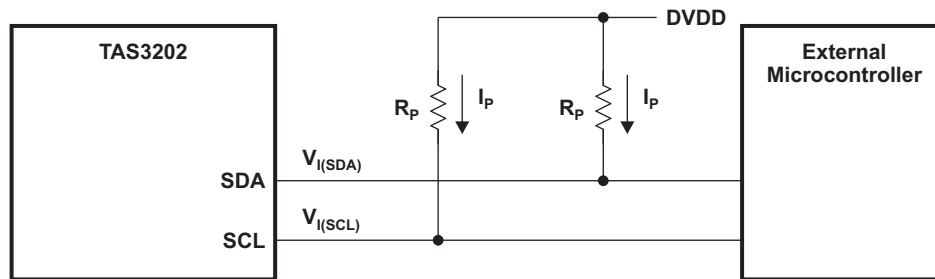 DVDD
TAS3202
External
Microcontroller
R_P
I_P
R_P
I_P
V_I(SDA)
SDA
V_I(SCL)
SCL